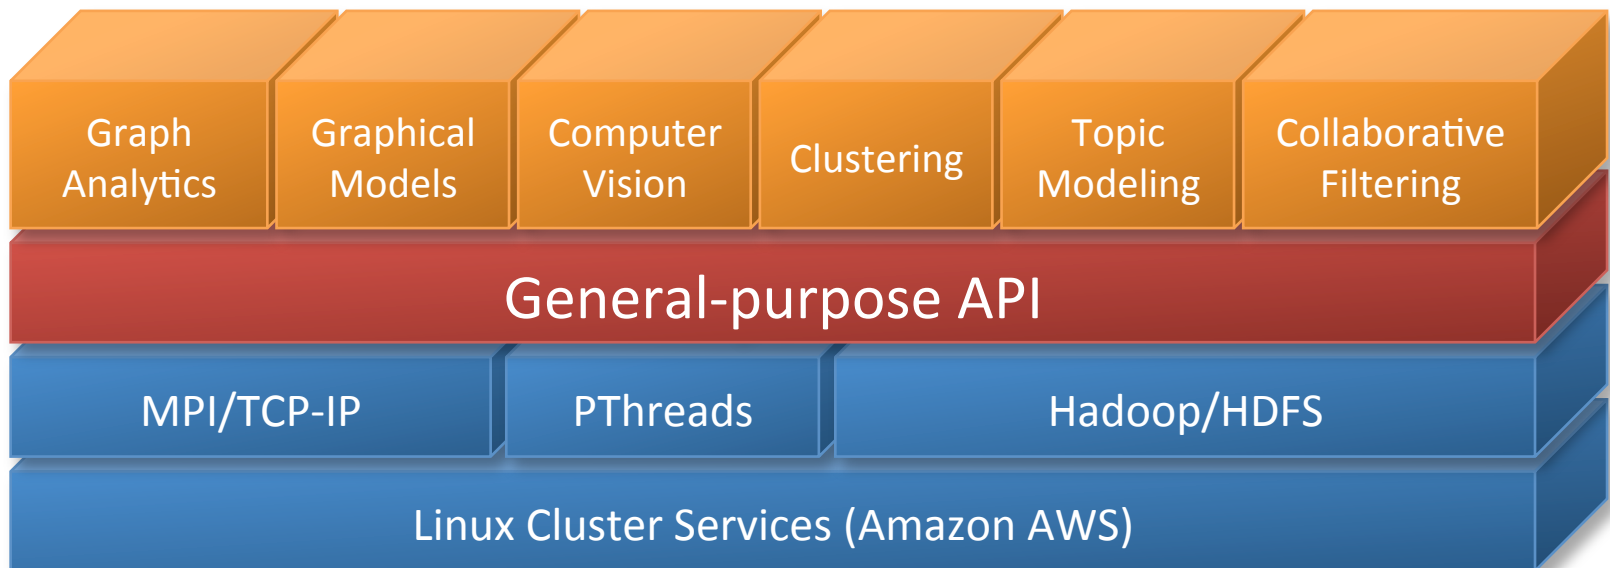 Graph
Analytics
Graphical
Models
Computer
Vision
Clustering
Topic
Modeling
Collaborative
Filtering
General-purpose API
MPI/TCP-IP
PThreads
Hadoop/HDFS
Linux Cluster Services (Amazon AWS)